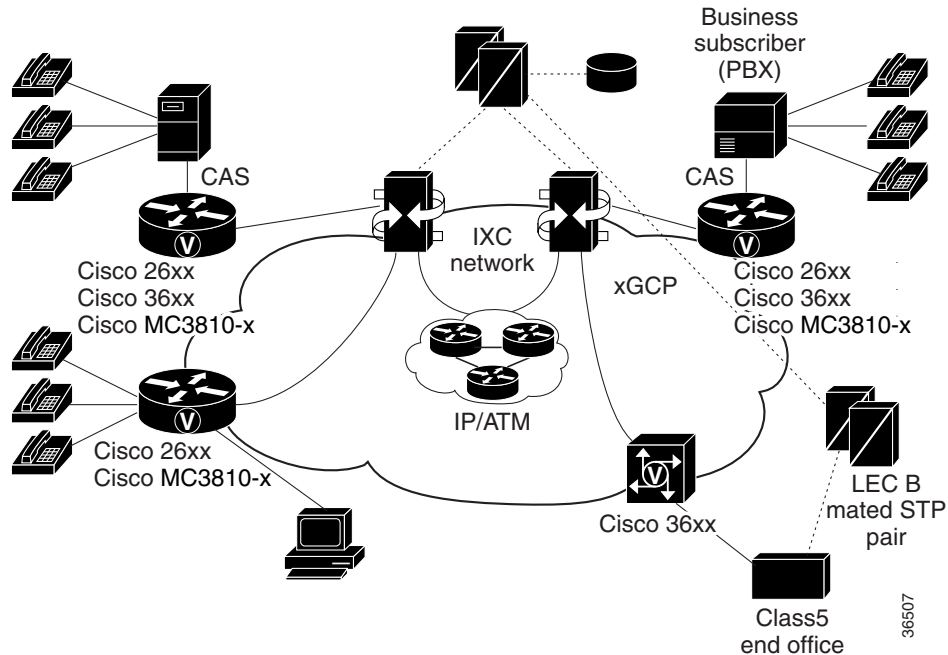 Business
subscriber
(PBX)
CAS
CAS
IXC
network
xGCP
V
V
Cisco 26xx
Cisco 36xx
Cisco MC3810-x
Cisco 26xx
Cisco 36xx
Cisco MC3810-x
IP/ATM
V
Cisco 26xx
Cisco MC3810-x
V
Cisco 36xx
LEC B
mated STP
pair
Class5
end office
36507